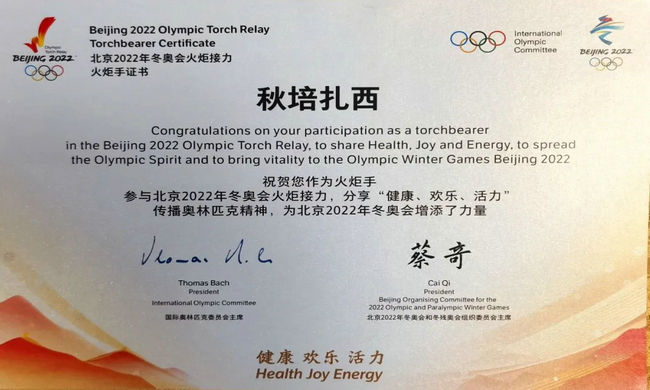 Beijing 2022 Olympic Torch Relay
Torchbearer Certificate
北京2022年冬奥会火炬接力
火炬手证书
Olympic
Torch Relay
BEIJING 2022
International
Olympic
Committee
BEIJING 2022
秋培扎西
Congratulations on your participation as a torchbearer
in the Beijing 2022 Olympic Torch Relay, to share Health, Joy and Energy, to spread
the Olympic Spirit and to bring vitality to the Olympic Winter Games Beijing 2022
祝贺您作为火炬手
参与北京2022年冬奥会火炬接力，分享“健康、欢乐、活力”
传播奥林匹克精神，为北京2022年冬奥会增添了力量
蔡奇
Thomas Bach
President
International Olympic Committee
国际奥林匹克委员会主席
Cai Qi
President
Beijing Organising Committee for the
2022 Olympic and Paralympic Winter Games
北京2022年冬奥会和冬残奥会组织委员会主席
健康 欢乐 活力
Health Joy Energy